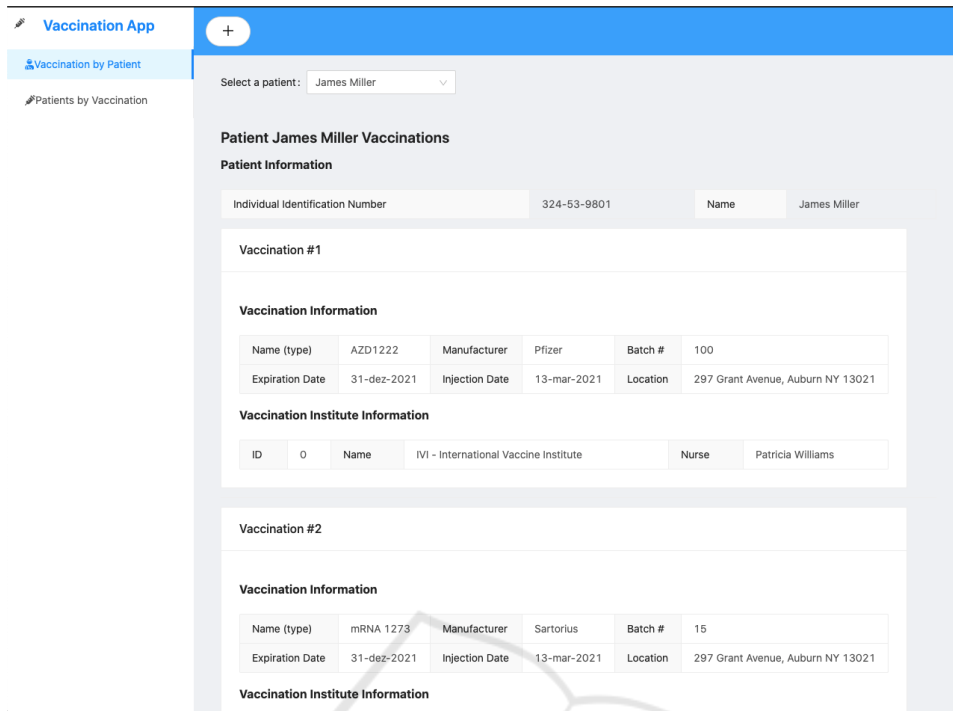 Vaccination App
+
Vaccination by Patient
Patients by Vaccination
Select a patient: James Miller
Patient James Miller Vaccinations
Patient Information
Individual Identification Number 324-53-9801 Name James Miller
Vaccination #1
Vaccination Information
Name (type) AZD1222 Manufacturer Pfizer Batch # 100
Expiration Date 31-dez-2021 Injection Date 13-mar-2021 Location 297 Grant Avenue, Auburn NY 13021
Vaccination Institute Information
ID 0 Name IVI - International Vaccine Institute Nurse Patricia Williams
Vaccination #2
Vaccination Information
Name (type) mRNA 1273 Manufacturer Sartorius Batch # 15
Expiration Date 31-dez-2021 Injection Date 13-mar-2021 Location 297 Grant Avenue, Auburn NY 13021
Vaccination Institute Information